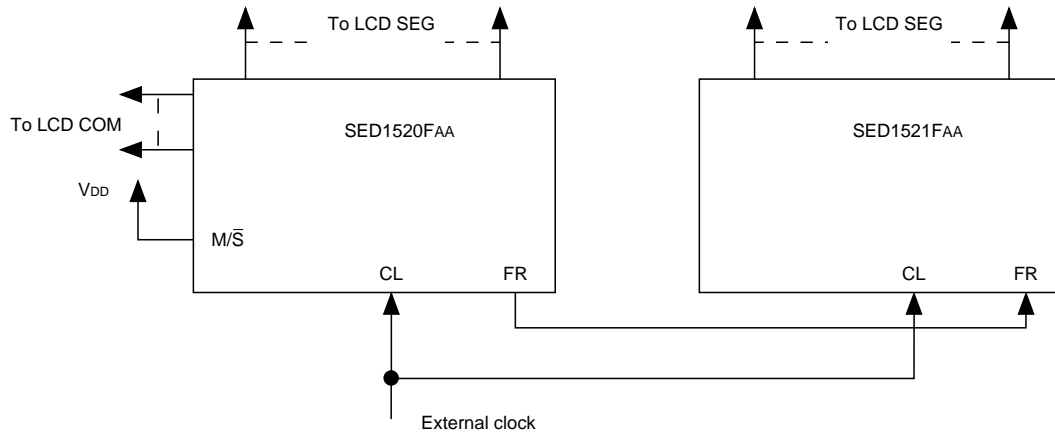 To LCD SEG
To LCD SEG
To LCD COM
SED1520FAA
SED1521FAA
VDD
M/S̅
CL
FR
CL
FR
External clock